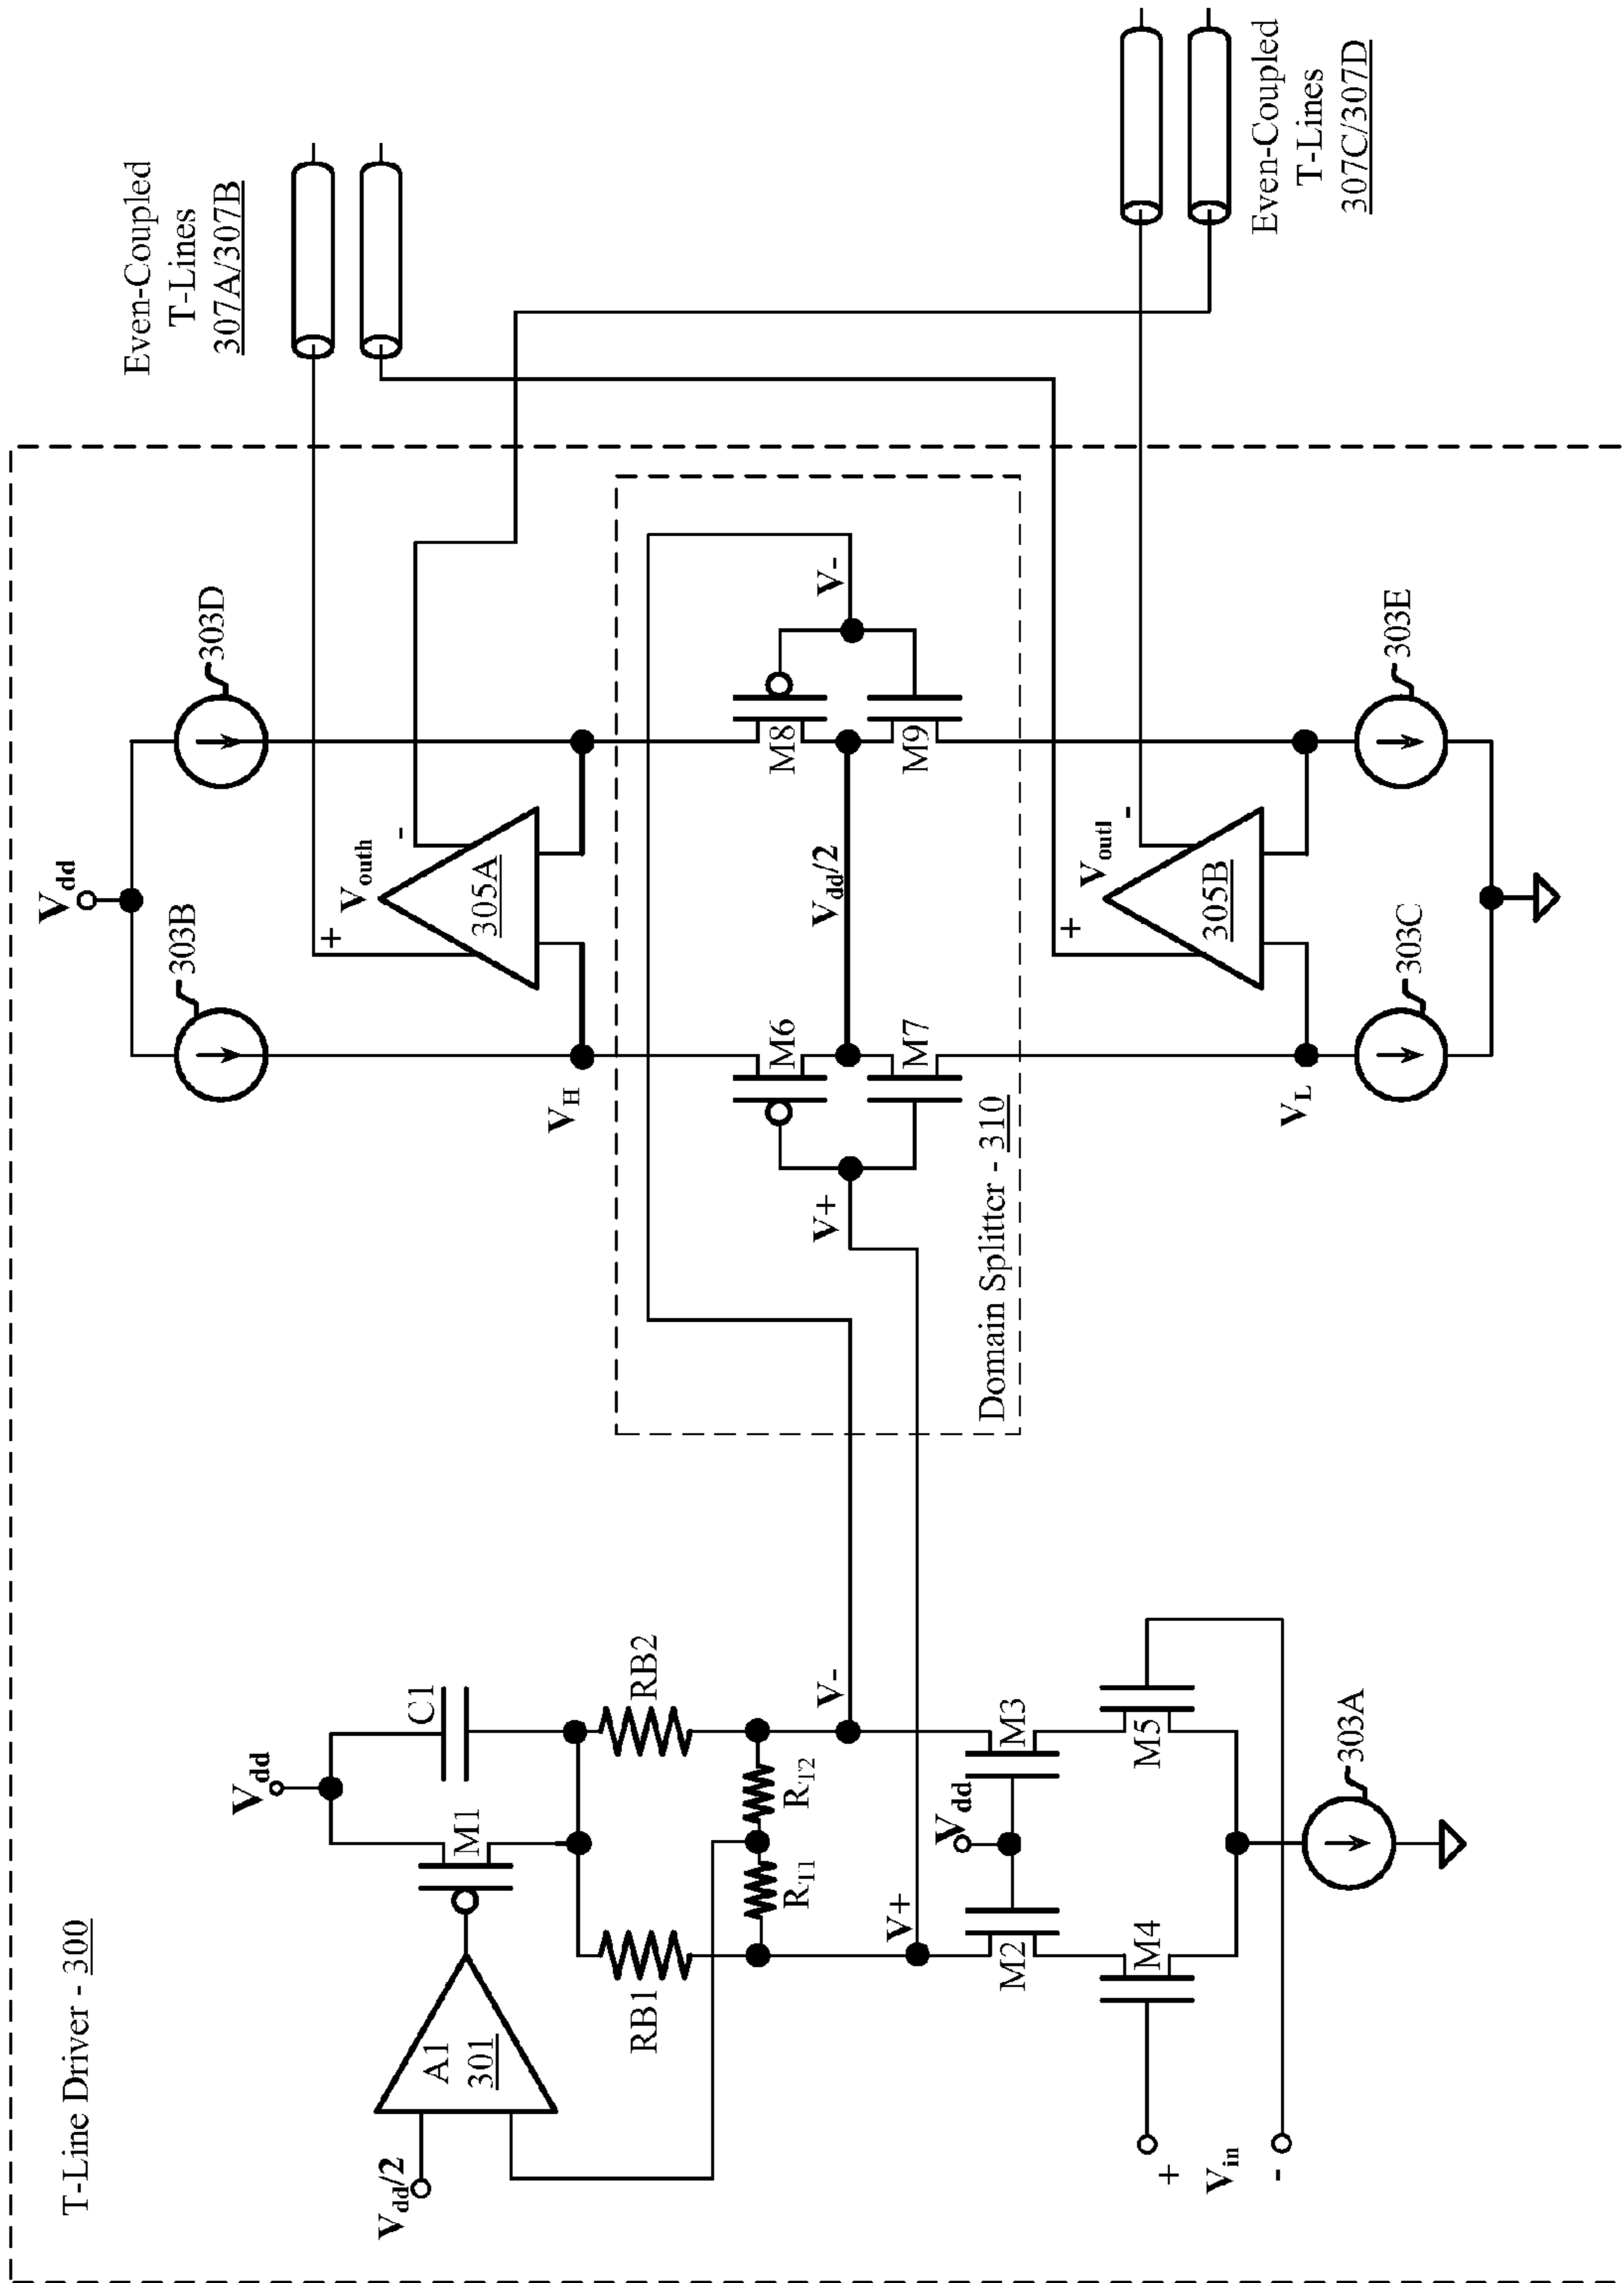 T-Line Driver - 300
Vdd
M1
C1
A1
301
Vdd/2
RB1
RB2
RT1
RT2
V+
V-
Vdd
M2
M3
M4
M5
+
Vin
-
303A
Vdd
303B
303D
+
Vouth
-
305A
VH
M6
M8
V+
V-
Vdd/2
M7
M9
Domain Splitter - 310
+
Voutl
-
305B
VL
303C
303E
Even-Coupled
T-Lines
307A/307B
Even-Coupled
T-Lines
307C/307D